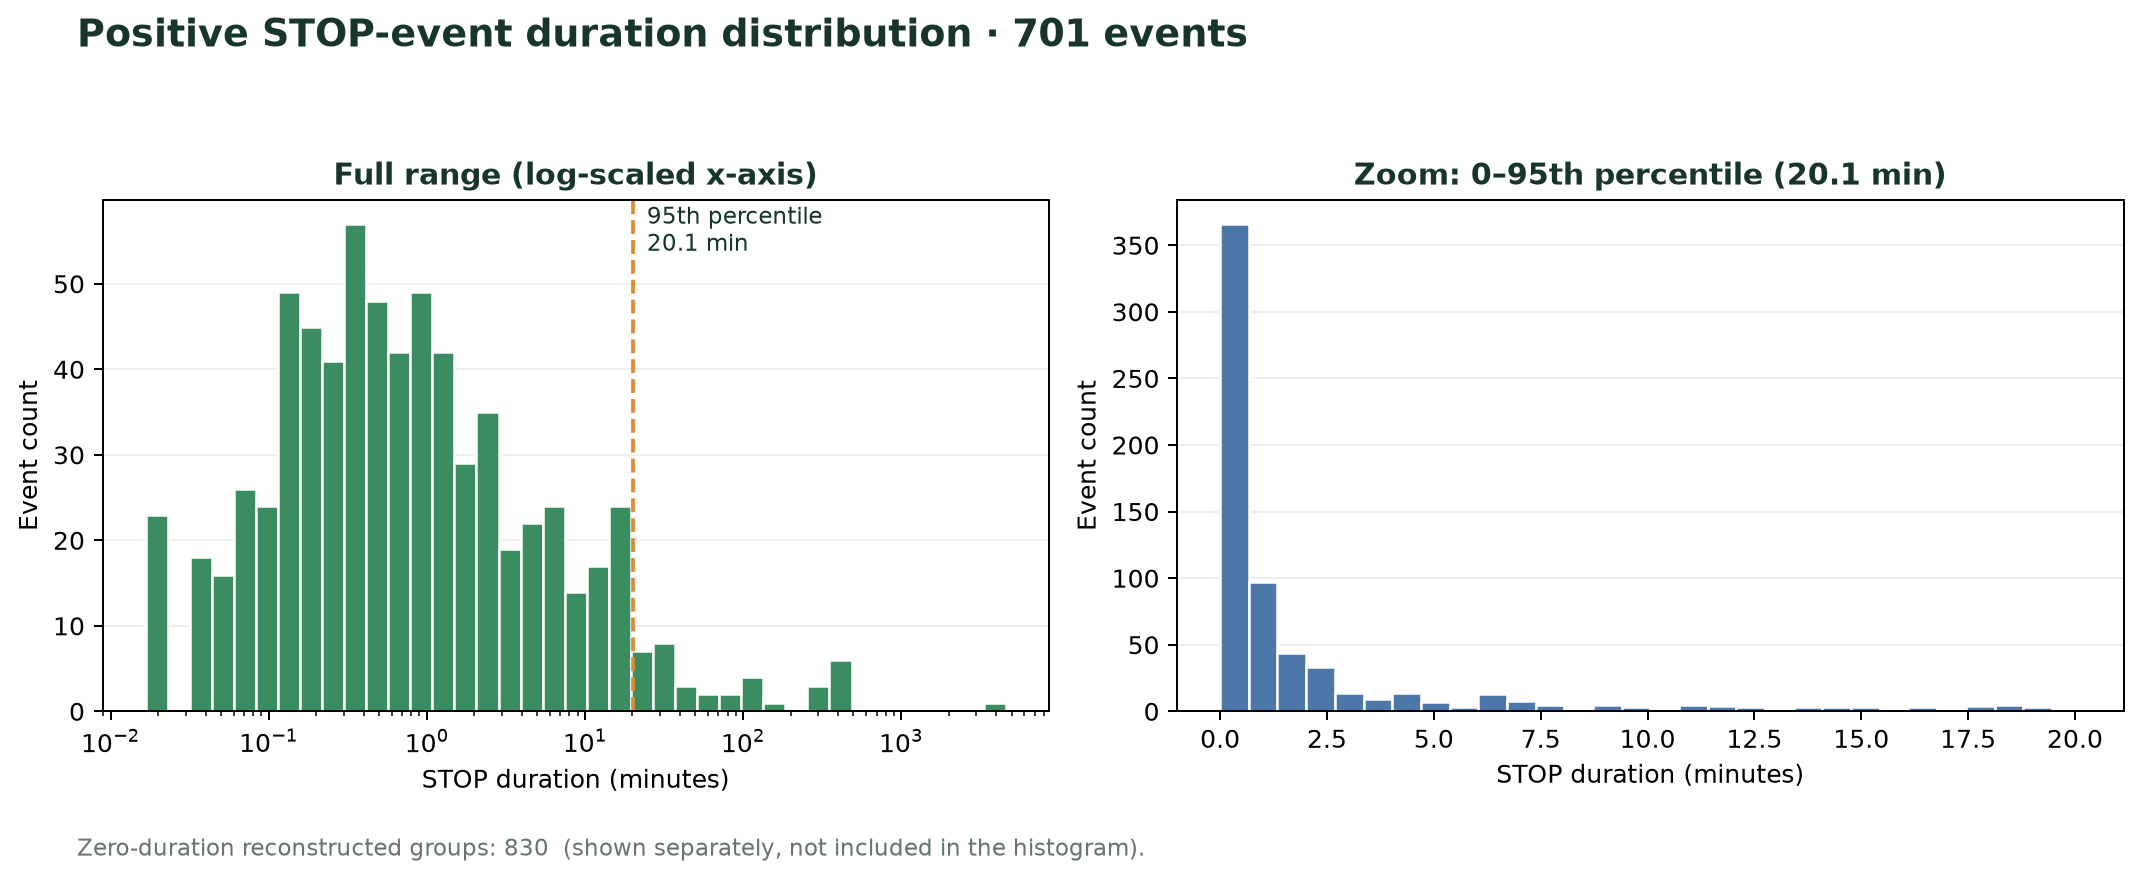 Positive STOP-event duration distribution · 701 events
Full range (log-scaled x-axis)
95th percentile
20.1 min
Event count
50
40
30
20
10
0
10⁻²
10⁻¹
10⁰
10¹
10²
10³
STOP duration (minutes)
Zoom: 0–95th percentile (20.1 min)
Event count
350
300
250
200
150
100
50
0
0.0
2.5
5.0
7.5
10.0
12.5
15.0
17.5
20.0
STOP duration (minutes)
Zero-duration reconstructed groups: 830  (shown separately, not included in the histogram).